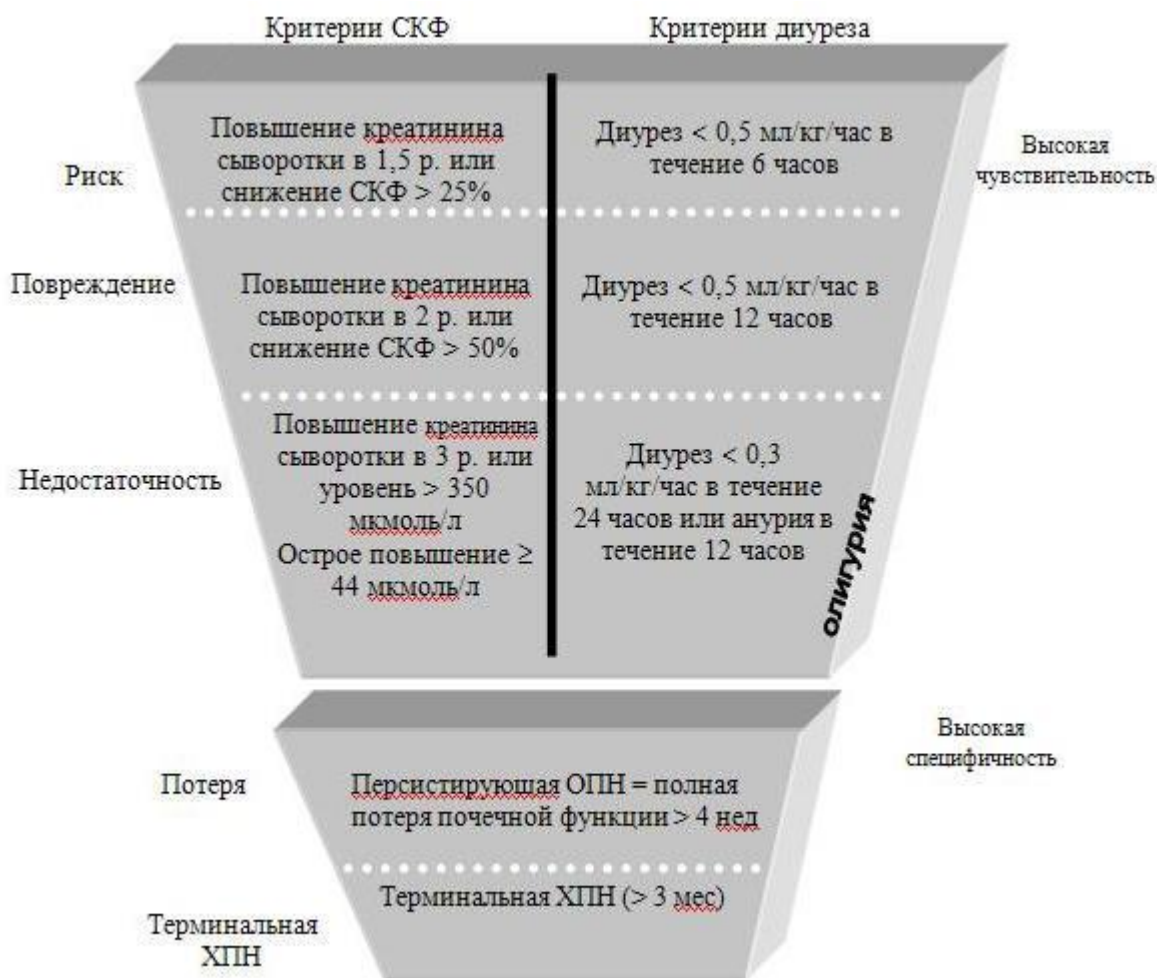 Критерии СКФ
Критерии диуреза
Риск
Повышение креатинина
сыворотки в 1,5 р. или
снижение СКФ > 25%
Диурез < 0,5 мл/кг/час в
течение 6 часов
Высокая
чувствительность
Повреждение
Повышение креатинина
сыворотки в 2 р. или
снижение СКФ > 50%
Диурез < 0,5 мл/кг/час в
течение 12 часов
Недостаточность
Повышение креатинина
сыворотки в 3 р. или
уровень > 350
мкмоль/л
Острое повышение ≥
44 мкмоль/л
Диурез < 0,3
мл/кг/час в течение
24 часов или анурия в
течение 12 часов
олигурия
Высокая
специфичность
Потеря
Персистирующая ОПН = полная
потеря почечной функции > 4 нед
Терминальная
ХПН
Терминальная ХПН (> 3 мес)